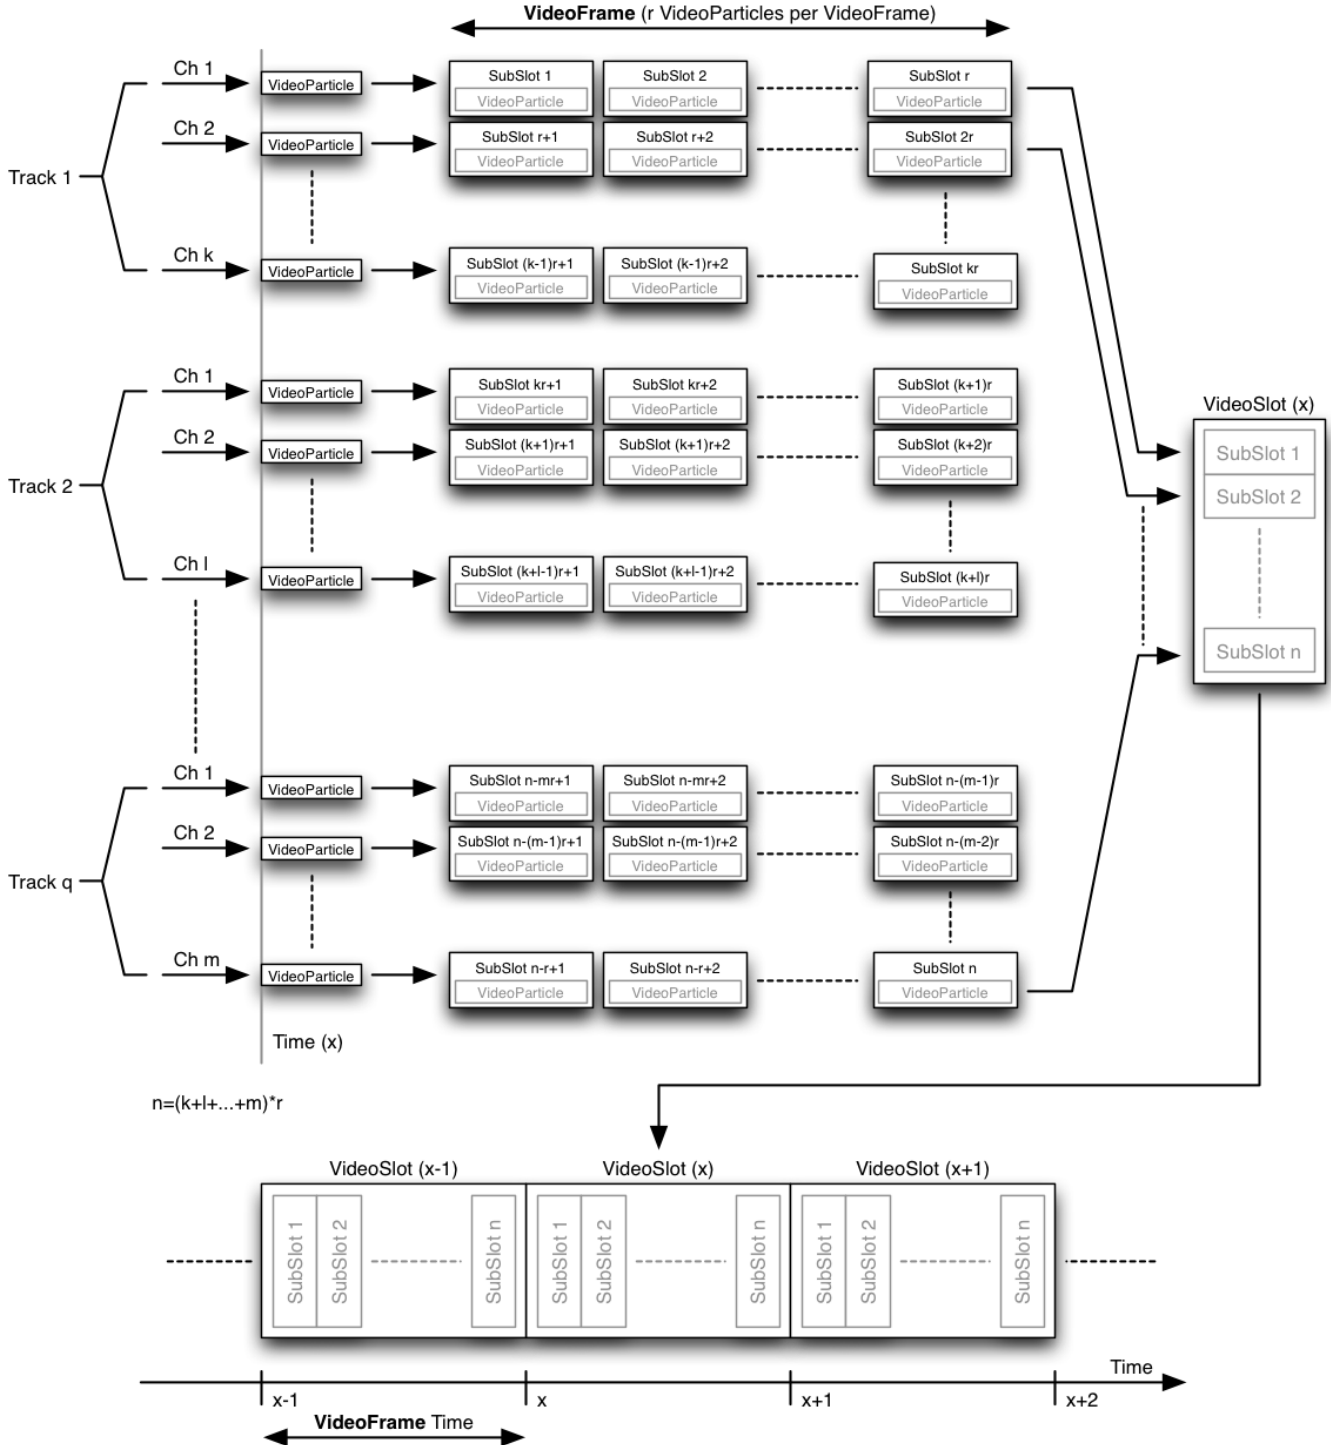 VideoFrame (r VideoParticles per VideoFrame)
Ch 1
VideoParticle
SubSlot 1
VideoParticle
SubSlot 2
VideoParticle
SubSlot r
VideoParticle
Ch 2
VideoParticle
SubSlot r+1
VideoParticle
SubSlot r+2
VideoParticle
SubSlot 2r
VideoParticle
Track 1
Ch k
VideoParticle
SubSlot (k-1)r+1
VideoParticle
SubSlot (k-1)r+2
VideoParticle
SubSlot kr
VideoParticle
Ch 1
VideoParticle
SubSlot kr+1
VideoParticle
SubSlot kr+2
VideoParticle
SubSlot (k+1)r
VideoParticle
Ch 2
VideoParticle
SubSlot (k+1)r+1
VideoParticle
SubSlot (k+1)r+2
VideoParticle
SubSlot (k+2)r
VideoParticle
Track 2
Ch l
VideoParticle
SubSlot (k+l-1)r+1
VideoParticle
SubSlot (k+l-1)r+2
VideoParticle
SubSlot (k+l)r
VideoParticle
VideoSlot (x)
SubSlot 1
SubSlot 2
SubSlot n
Ch 1
VideoParticle
SubSlot n-mr+1
VideoParticle
SubSlot n-mr+2
VideoParticle
SubSlot n-(m-1)r
VideoParticle
Ch 2
VideoParticle
SubSlot n-(m-1)r+1
VideoParticle
SubSlot n-(m-1)r+2
VideoParticle
SubSlot n-(m-2)r
VideoParticle
Track q
Ch m
VideoParticle
SubSlot n-r+1
VideoParticle
SubSlot n-r+2
VideoParticle
SubSlot n
VideoParticle
Time (x)
n=(k+l+...+m)*r
VideoSlot (x-1)
VideoSlot (x)
VideoSlot (x+1)
SubSlot 1
SubSlot 2
SubSlot n
SubSlot 1
SubSlot 2
SubSlot n
SubSlot 1
SubSlot 2
SubSlot n
Time
x-1
x
x+1
x+2
VideoFrame Time